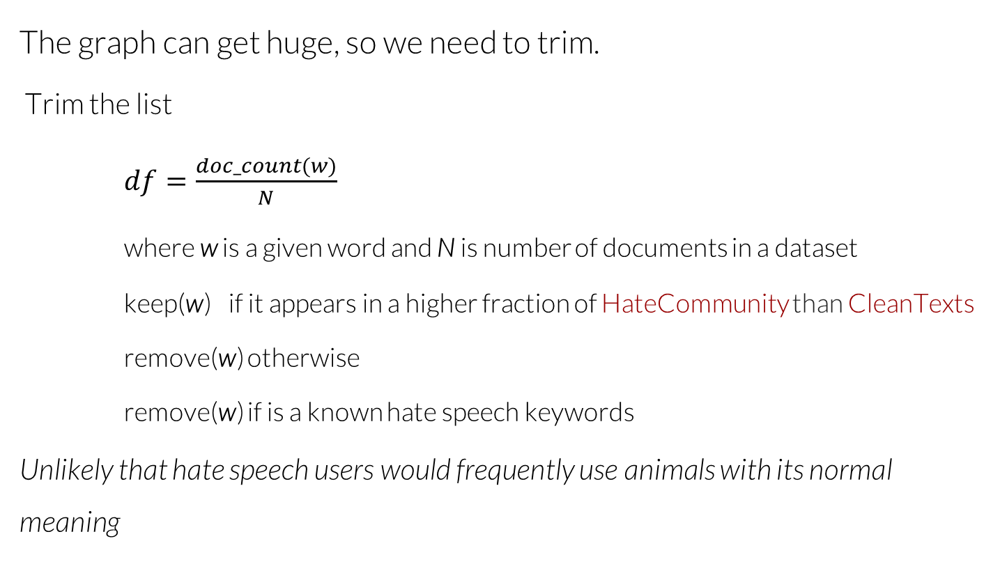 The graph can get huge, so we need to trim.
Trim the list
df = doc_count(w) / N
where w is a given word and N is number of documents in a dataset
keep(w) if it appears in a higher fraction of HateCommunity than CleanTexts
remove(w) otherwise
remove(w) if is a known hate speech keywords
Unlikely that hate speech users would frequently use animals with its normal
meaning